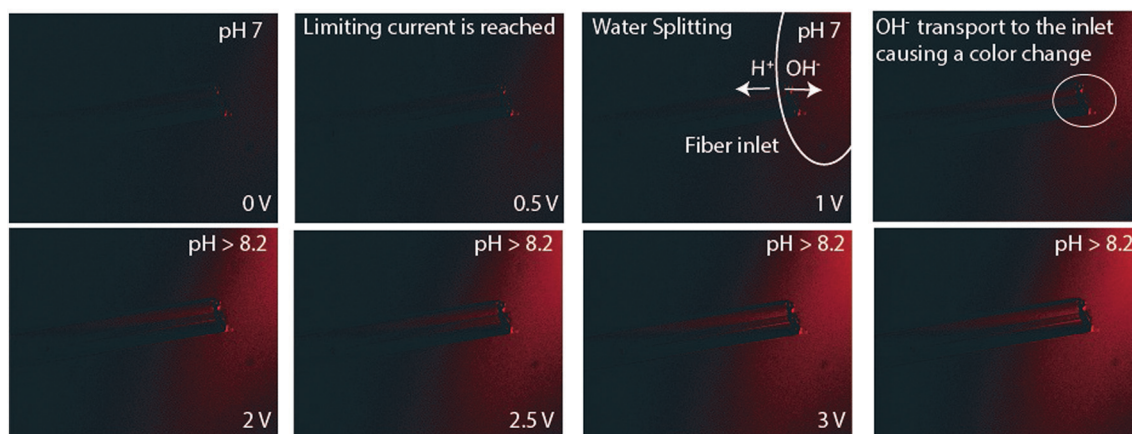 pH 7
0 V
Limiting current is reached
0.5 V
Water Splitting
pH 7
H⁺ OH⁻
Fiber inlet
1 V
OH⁻ transport to the inlet
causing a color change
pH > 8.2
2 V
pH > 8.2
2.5 V
pH > 8.2
3 V
pH > 8.2